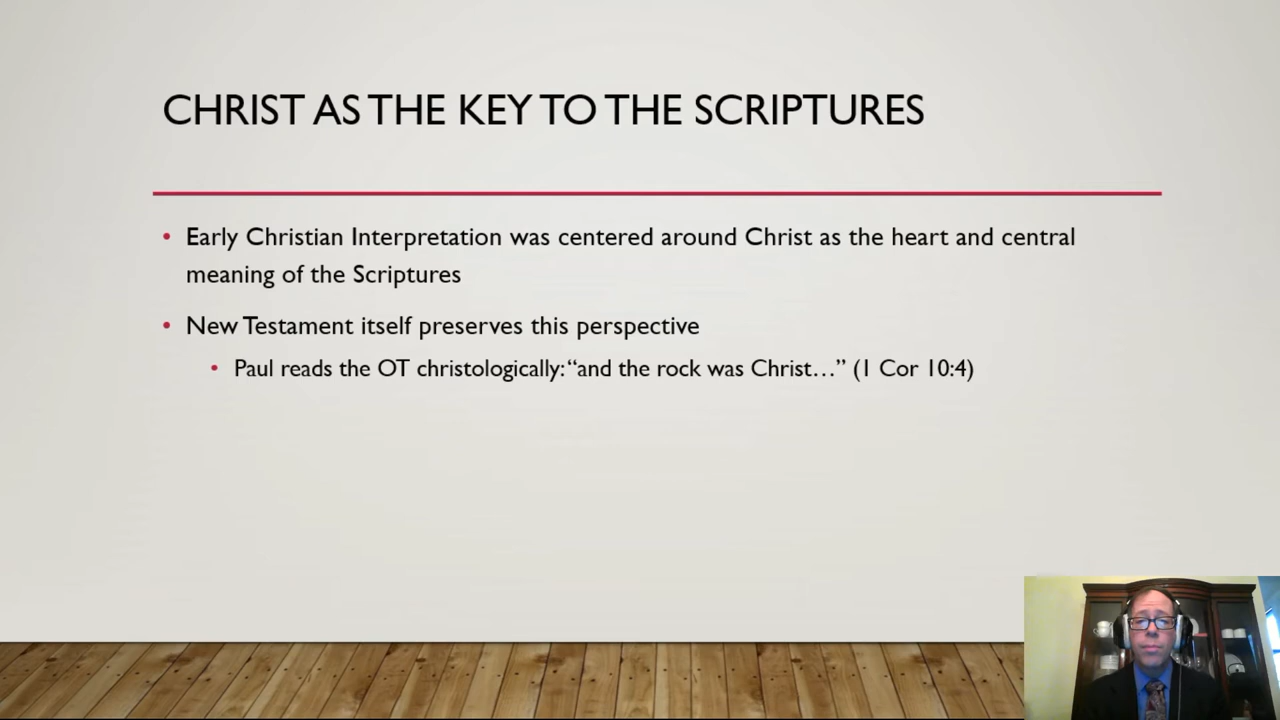 CHRIST AS THE KEY TO THE SCRIPTURES
• Early Christian Interpretation was centered around Christ as the heart and central
meaning of the Scriptures
• New Testament itself preserves this perspective
• Paul reads the OT christologically: “and the rock was Christ…” (1 Cor 10:4)